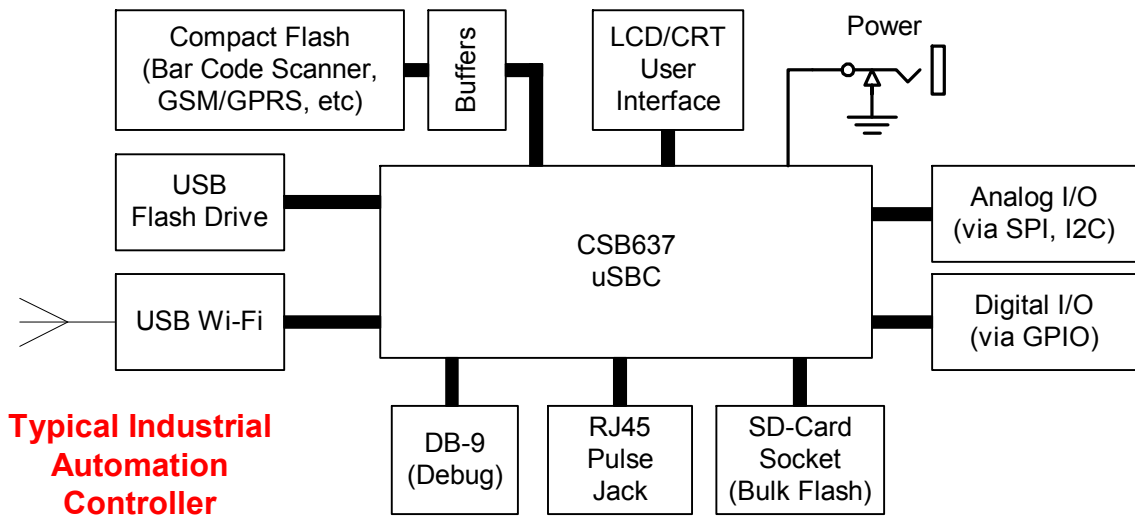 Compact Flash
(Bar Code Scanner,
GSM/GPRS, etc)
Buffers
LCD/CRT
User
Interface
Power
USB
Flash Drive
CSB637
uSBC
Analog I/O
(via SPI, I2C)
USB Wi-Fi
Digital I/O
(via GPIO)
Typical Industrial
Automation
Controller
DB-9
(Debug)
RJ45
Pulse
Jack
SD-Card
Socket
(Bulk Flash)